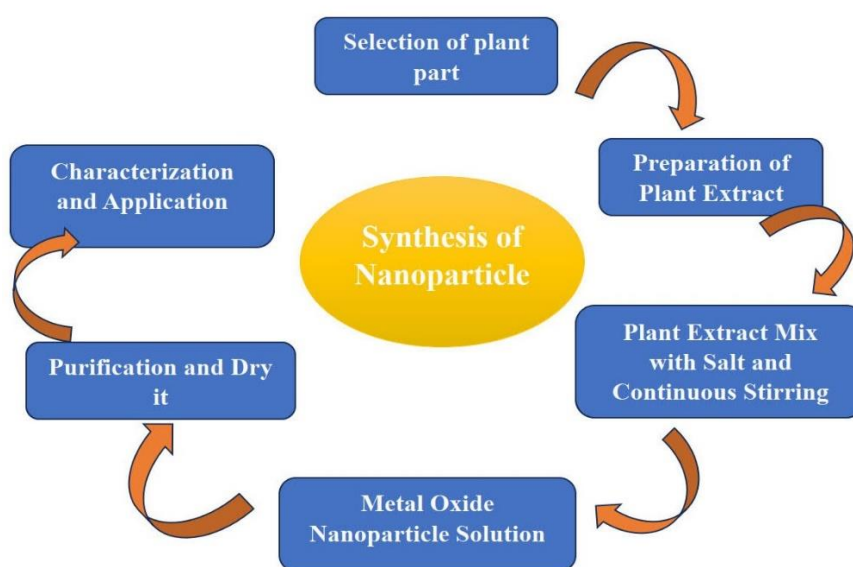 Selection of plant
part
Preparation of
Plant Extract
Plant Extract Mix
with Salt and
Continuous Stirring
Metal Oxide
Nanoparticle Solution
Purification and Dry
it
Characterization
and Application
Synthesis of
Nanoparticle